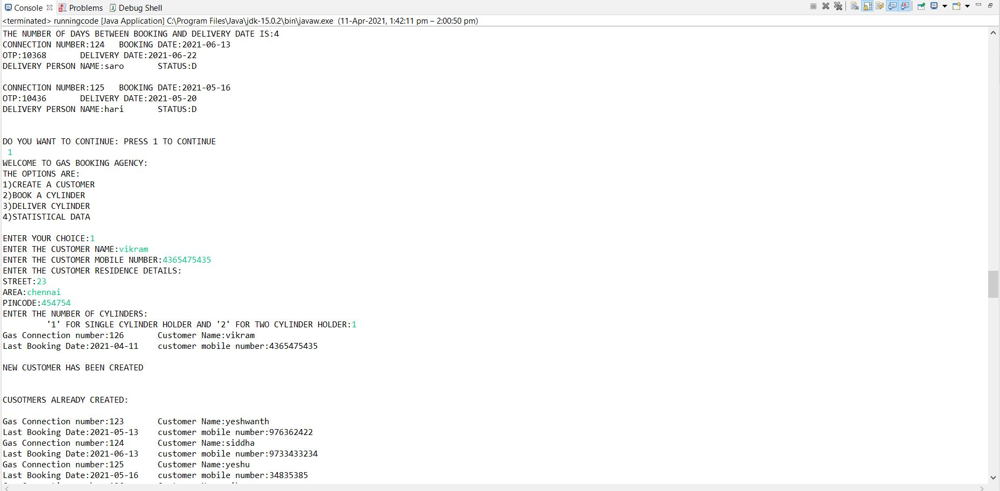 Console Problems Debug Shell
<terminated> runningcode [Java Application] C:\Program Files\Java\jdk-15.0.2\bin\javaw.exe (11-Apr-2021, 1:42:11 pm – 2:00:50 pm)
THE NUMBER OF DAYS BETWEEN BOOKING AND DELIVERY DATE IS:4
CONNECTION NUMBER:124 BOOKING DATE:2021-06-13
OTP:10368 DELIVERY DATE:2021-06-22
DELIVERY PERSON NAME:saro STATUS:D
CONNECTION NUMBER:125 BOOKING DATE:2021-05-16
OTP:10436 DELIVERY DATE:2021-05-20
DELIVERY PERSON NAME:hari STATUS:D
DO YOU WANT TO CONTINUE: PRESS 1 TO CONTINUE
1
WELCOME TO GAS BOOKING AGENCY:
THE OPTIONS ARE:
1)CREATE A CUSTOMER
2)BOOK A CYLINDER
3)DELIVER CYLINDER
4)STATISTICAL DATA
ENTER YOUR CHOICE:1
ENTER THE CUSTOMER NAME:vikram
ENTER THE CUSTOMER MOBILE NUMBER:4365475435
ENTER THE CUSTOMER RESIDENCE DETAILS:
STREET:23
AREA:chennai
PINCODE:454754
ENTER THE NUMBER OF CYLINDERS:
'1' FOR SINGLE CYLINDER HOLDER AND '2' FOR TWO CYLINDER HOLDER:1
Gas Connection number:126 Customer Name:vikram
Last Booking Date:2021-04-11 customer mobile number:4365475435
NEW CUSTOMER HAS BEEN CREATED
CUSOTMERS ALREADY CREATED:
Gas Connection number:123 Customer Name:yeshwanth
Last Booking Date:2021-05-13 customer mobile number:976362422
Gas Connection number:124 Customer Name:siddha
Last Booking Date:2021-06-13 customer mobile number:9733433234
Gas Connection number:125 Customer Name:yeshu
Last Booking Date:2021-05-16 customer mobile number:34835385